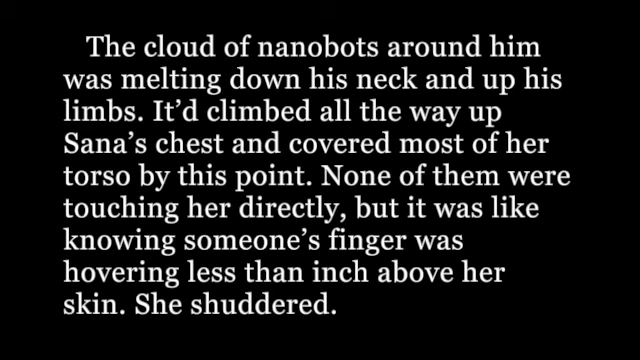 The cloud of nanobots around him
was melting down his neck and up his
limbs. It’d climbed all the way up
Sana’s chest and covered most of her
torso by this point. None of them were
touching her directly, but it was like
knowing someone’s finger was
hovering less than inch above her
skin. She shuddered.